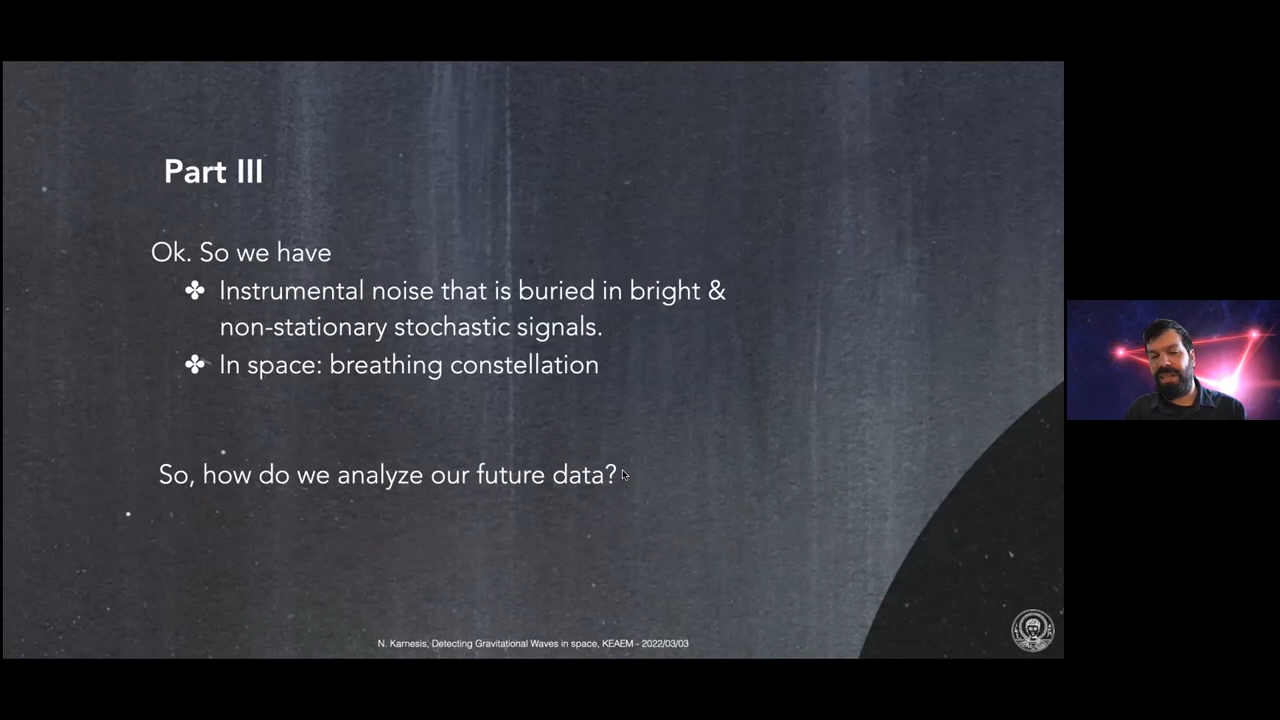 Part III
Ok. So we have
✤ Instrumental noise that is buried in bright &
non-stationary stochastic signals.
✤ In space: breathing constellation
So, how do we analyze our future data?
N. Karnesis, Detecting Gravitational Waves in space, KEAEM - 2022/03/03